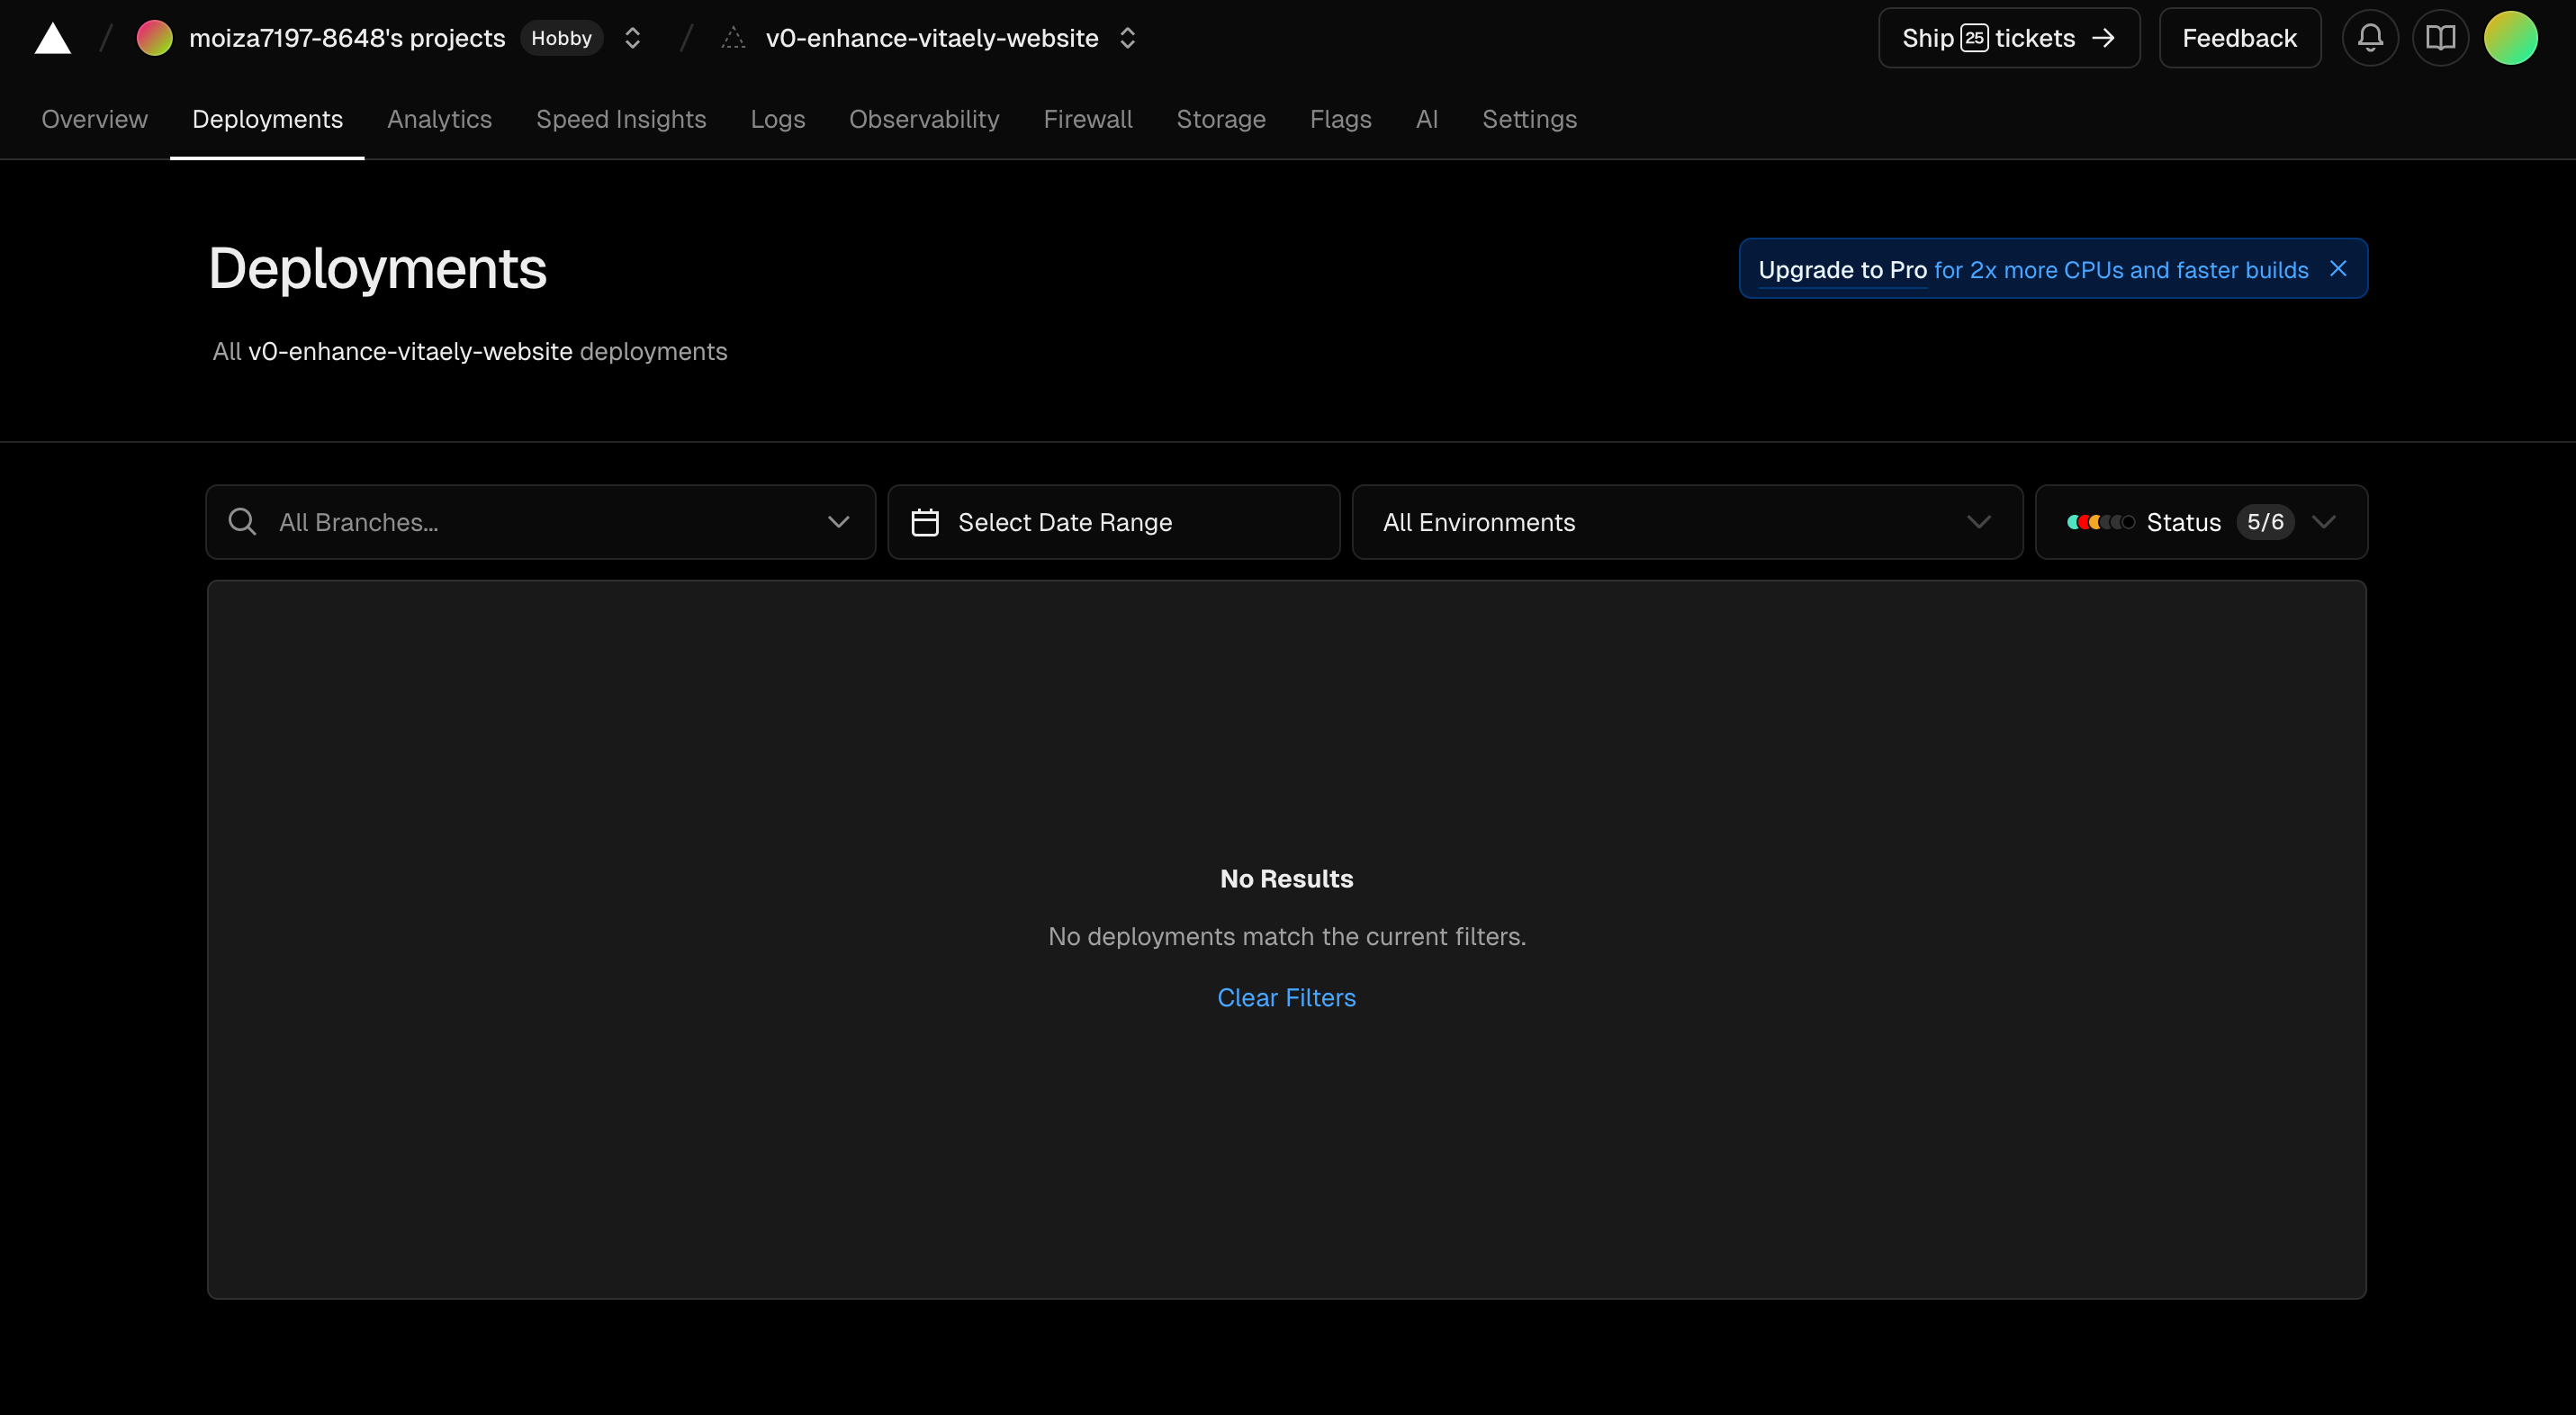 moiza7197-8648's projects Hobby v0-enhance-vitaely-website Ship 25 tickets → Feedback
Overview Deployments Analytics Speed Insights Logs Observability Firewall Storage Flags AI Settings
Deployments
Upgrade to Pro for 2x more CPUs and faster builds
All v0-enhance-vitaely-website deployments
All Branches... Select Date Range All Environments Status 5/6
No Results
No deployments match the current filters.
Clear Filters